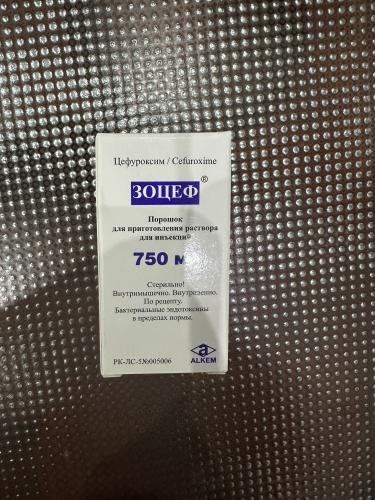 Цефуроксим / Cefuroxime
ЗОЦЕФ®
Порошок
для приготовления раствора
для инъекций
750 м
Стерильно!
Внутримышечно. Внутривенно.
По рецепту.
Бактериальные эндотоксины
в пределах нормы.
a
ALKEM
РК-ЛС-5№005006